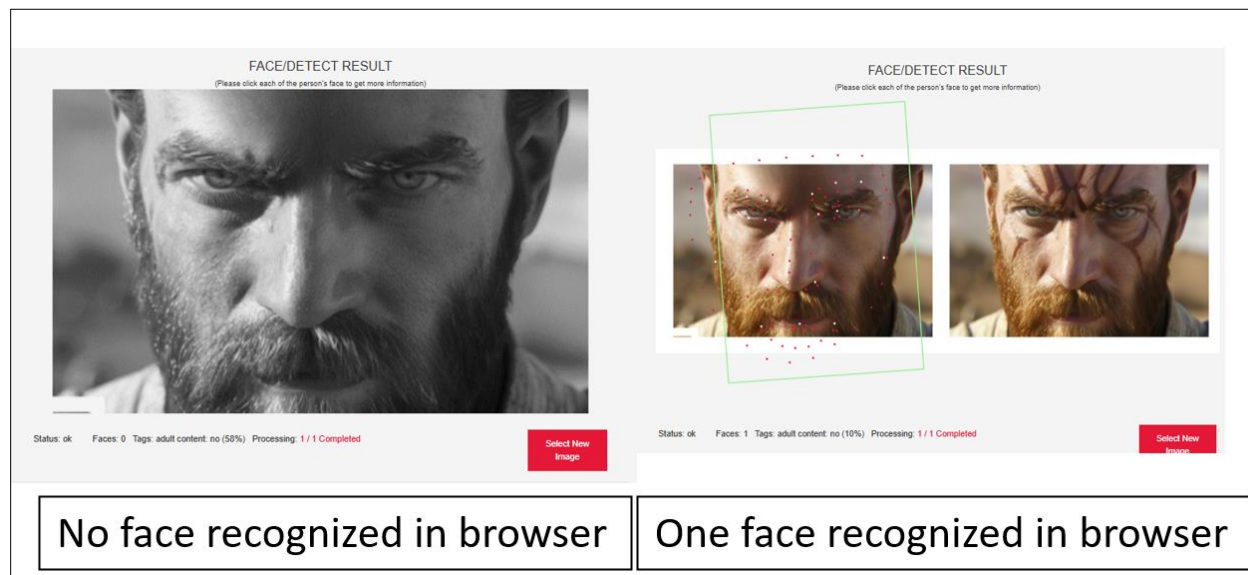 FACE/DETECT RESULT
(Please click each of the person's face to get more information)
Status: ok Faces: 0 Tags: adult content: no (58%) Processing: 1 / 1 Completed
Select New
Image
No face recognized in browser
FACE/DETECT RESULT
(Please click each of the person's face to get more information)
Status: ok Faces: 1 Tags: adult content: no (10%) Processing: 1 / 1 Completed
Select New
Image
One face recognized in browser